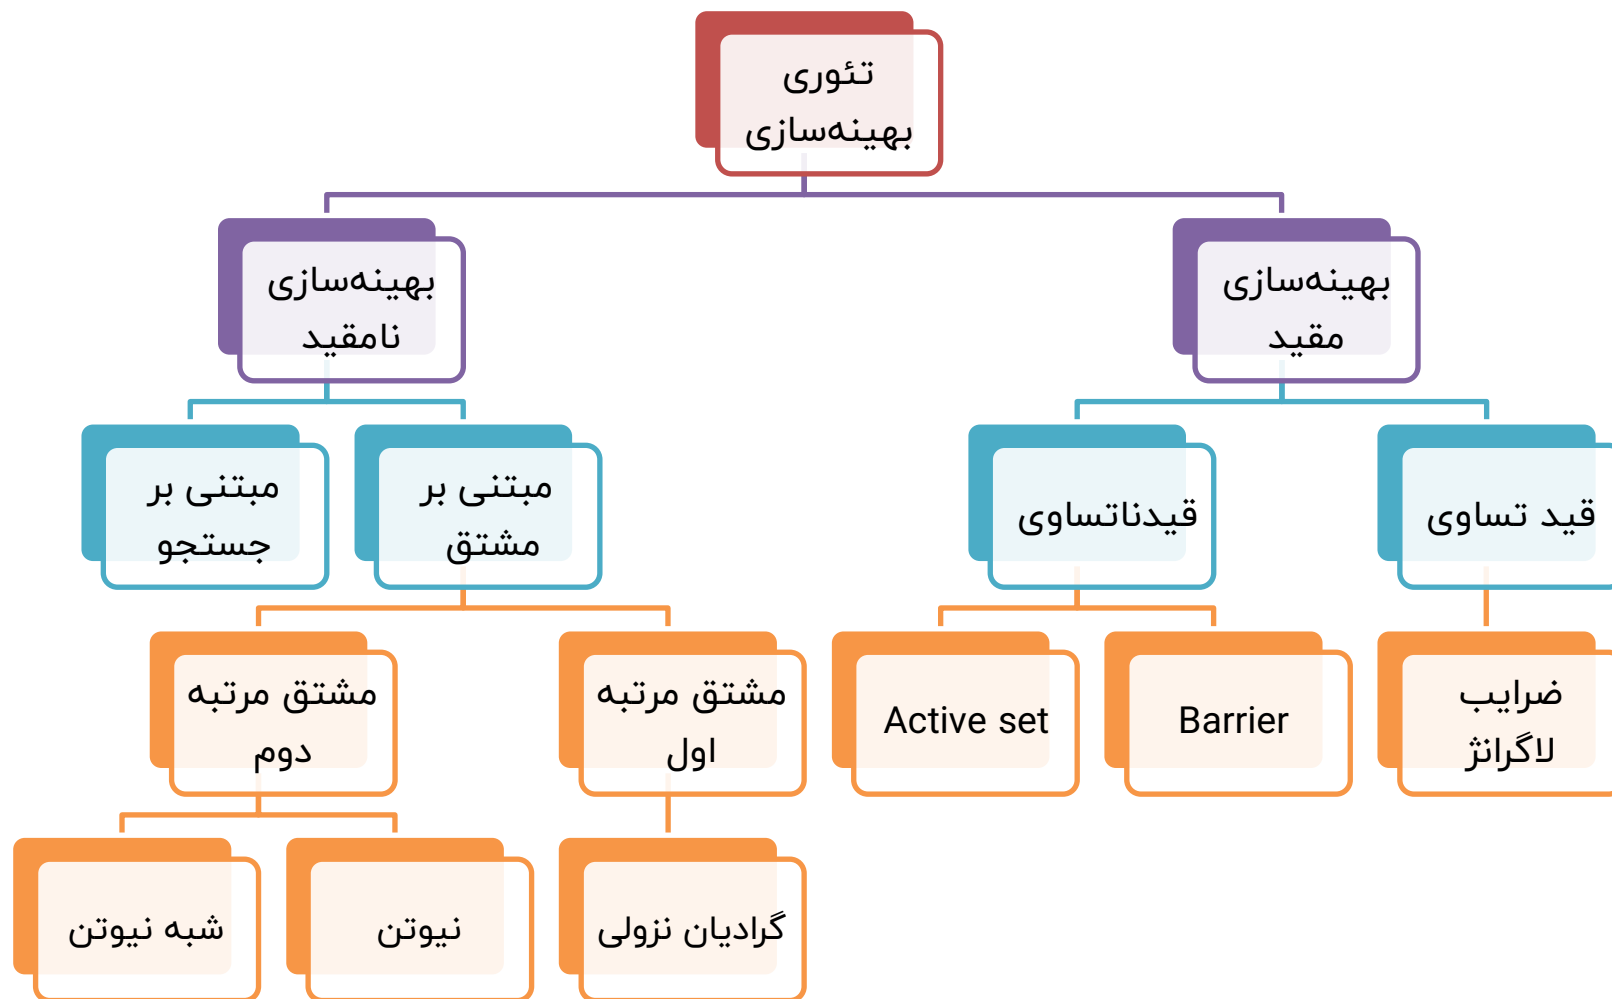 تئوری
بهینه‌سازی
بهینه‌سازی
مقید
بهینه‌سازی
نامقید
قید تساوی
قیدناتساوی
مبتنی بر
مشتق
مبتنی بر
جستجو
ضرایب
لاگرانژ
Barrier
Active set
مشتق مرتبه
اول
مشتق مرتبه
دوم
گرادیان نزولی
نیوتن
شبه نیوتن